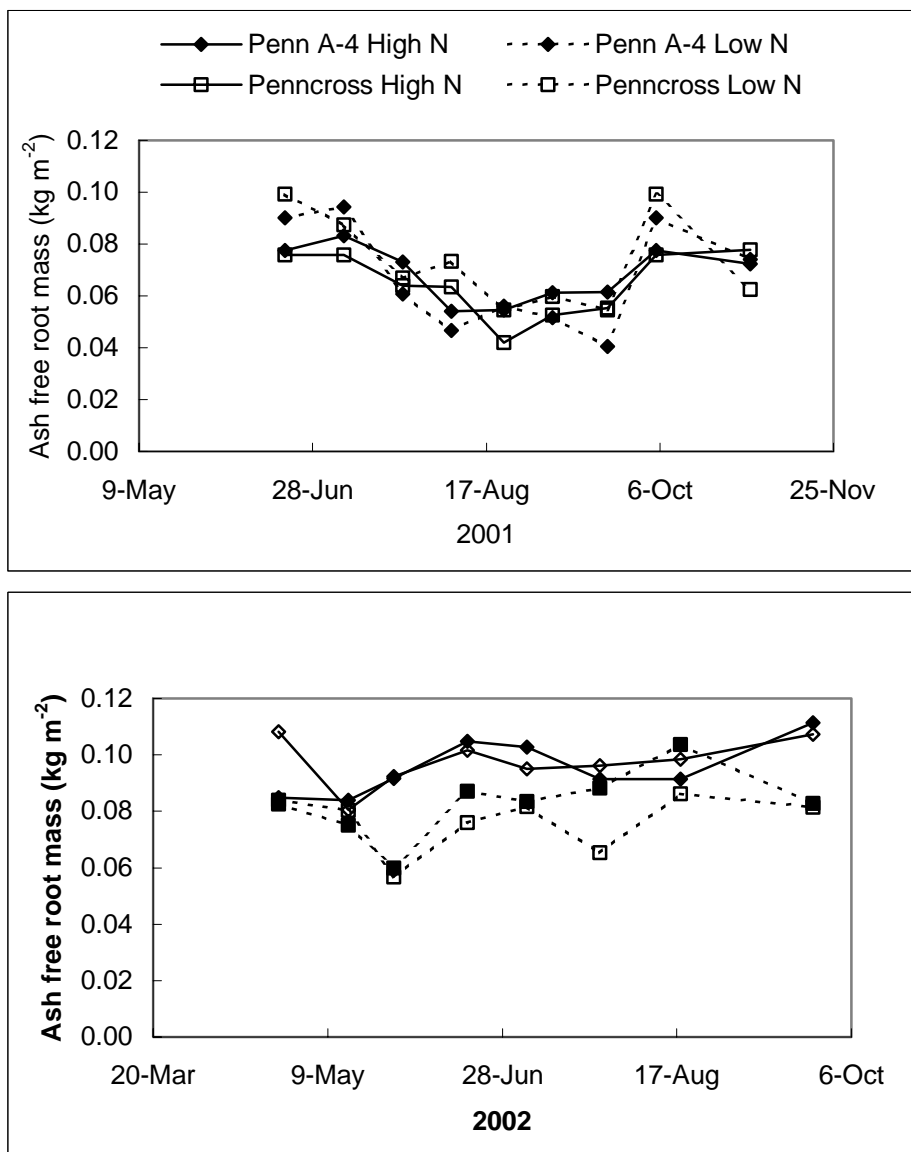 Penn A-4 High N Penn A-4 Low N
Penncross High N Penncross Low N
Ash free root mass (kg m-2)
0.12
0.10
0.08
0.06
0.04
0.02
0.00
9-May 28-Jun 17-Aug 6-Oct 25-Nov
2001
Ash free root mass (kg m-2)
0.12
0.10
0.08
0.06
0.04
0.02
0.00
20-Mar 9-May 28-Jun 17-Aug 6-Oct
2002